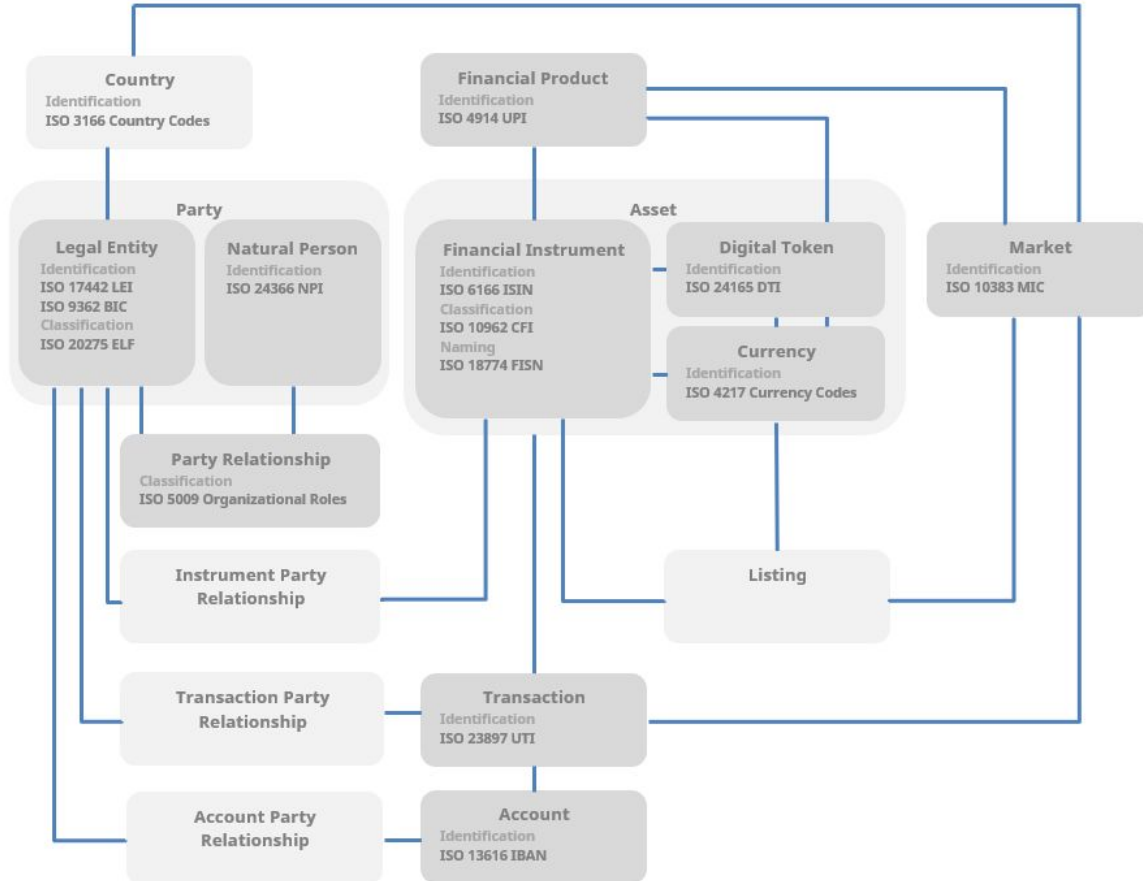 Country
Identification
ISO 3166 Country Codes
Financial Product
Identification
ISO 4914 UPI
Party
Legal Entity
Identification
ISO 17442 LEI
ISO 9362 BIC
Classification
ISO 20275 ELF
Natural Person
Identification
ISO 24366 NPI
Asset
Financial Instrument
Identification
ISO 6166 ISIN
Classification
ISO 10962 CFI
Naming
ISO 18774 FISN
Digital Token
Identification
ISO 24165 DTI
Currency
Identification
ISO 4217 Currency Codes
Market
Identification
ISO 10383 MIC
Party Relationship
Classification
ISO 5009 Organizational Roles
Instrument Party
Relationship
Listing
Transaction Party
Relationship
Transaction
Identification
ISO 23897 UTI
Account Party
Relationship
Account
Identification
ISO 13616 IBAN